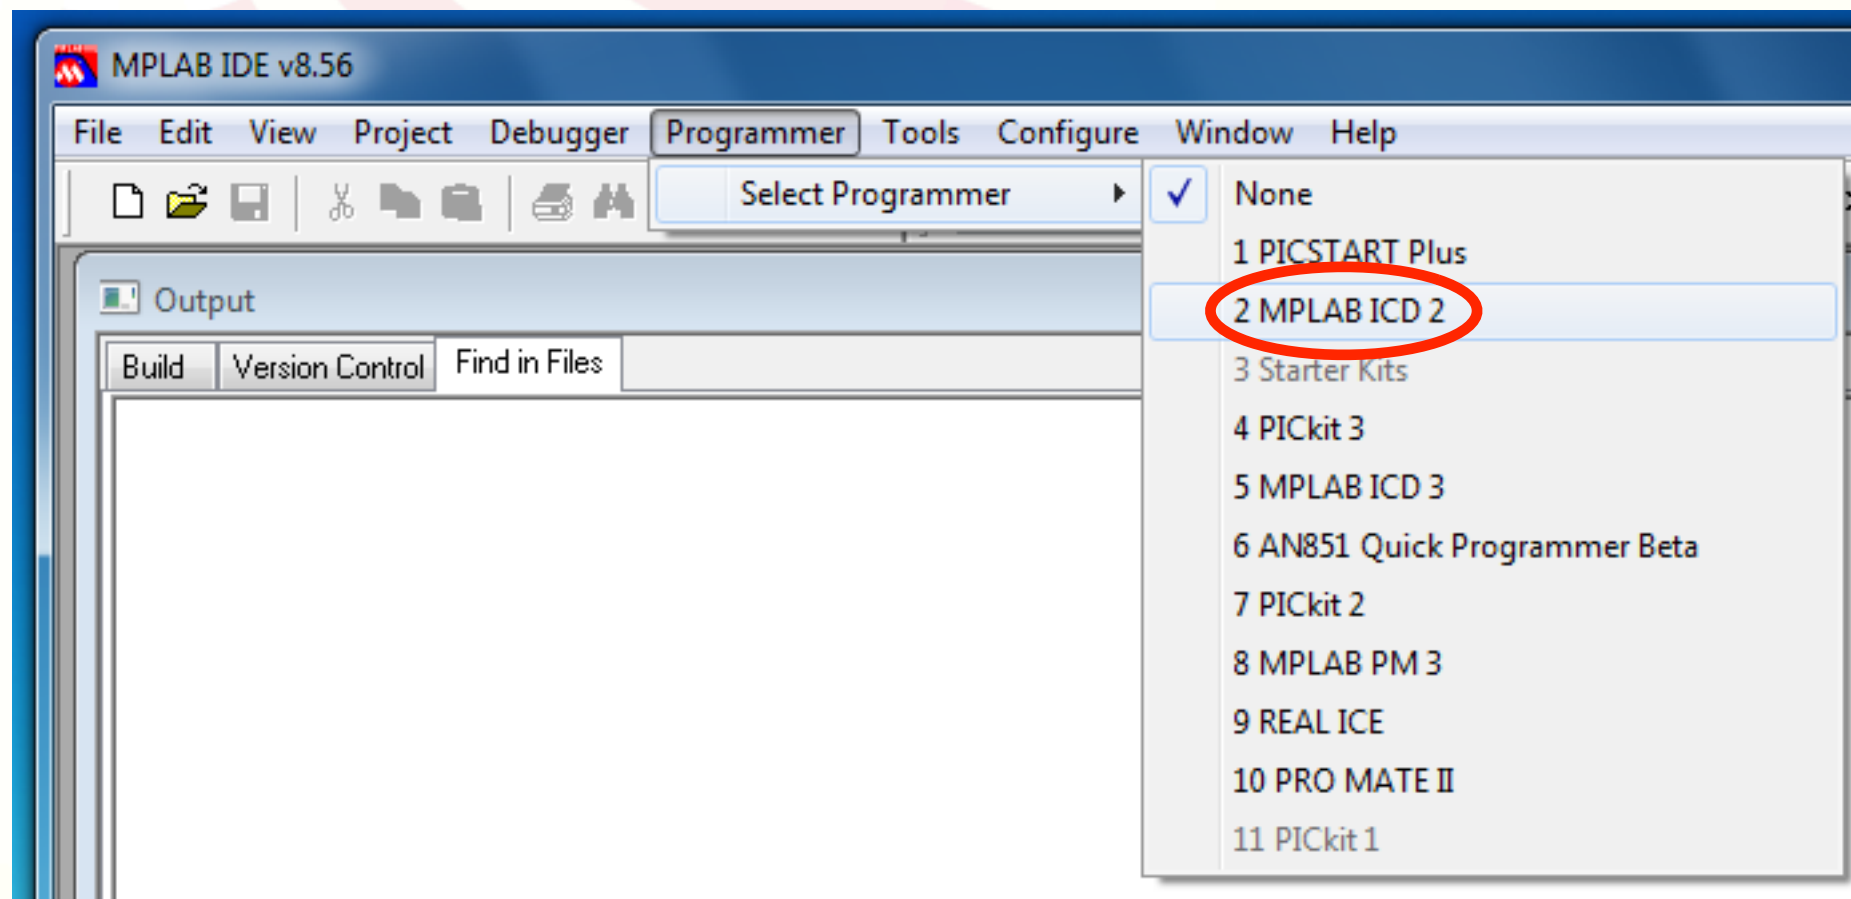 MPLAB IDE v8.56
File Edit View Project Debugger Programmer Tools Configure Window Help
Select Programmer
None
1 PICSTART Plus
2 MPLAB ICD 2
3 Starter Kits
4 PICkit 3
5 MPLAB ICD 3
6 AN851 Quick Programmer Beta
7 PICkit 2
8 MPLAB PM 3
9 REAL ICE
10 PRO MATE II
11 PICkit 1
Output
Build Version Control Find in Files